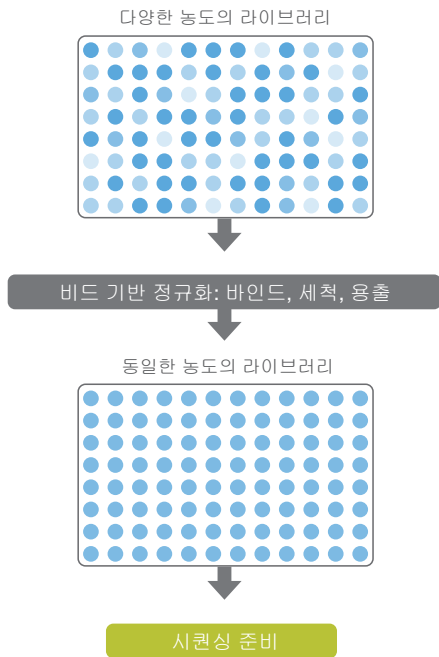 다양한 농도의 라이브러리
비드 기반 정규화: 바인드, 세척, 용출
동일한 농도의 라이브러리
시퀀싱 준비